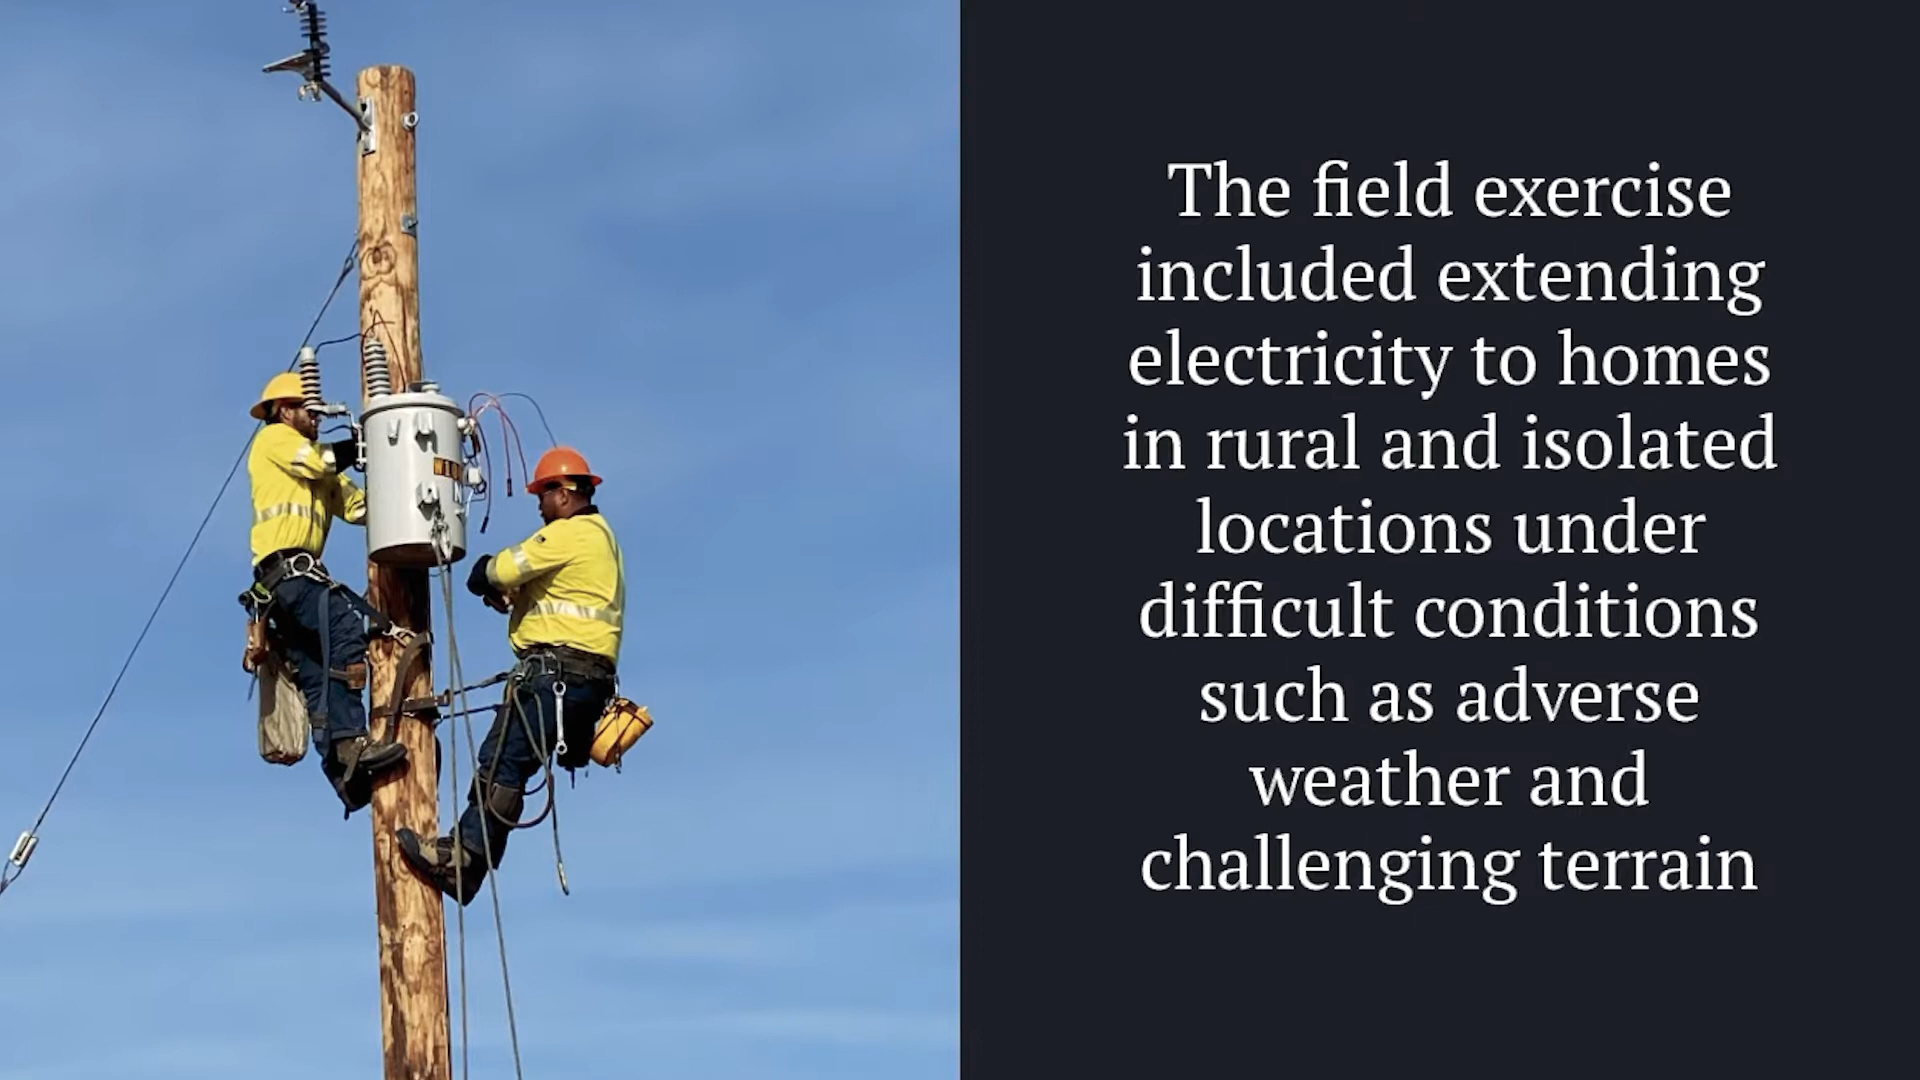 The field exercise
included extending
electricity to homes
in rural and isolated
locations under
difficult conditions
such as adverse
weather and
challenging terrain